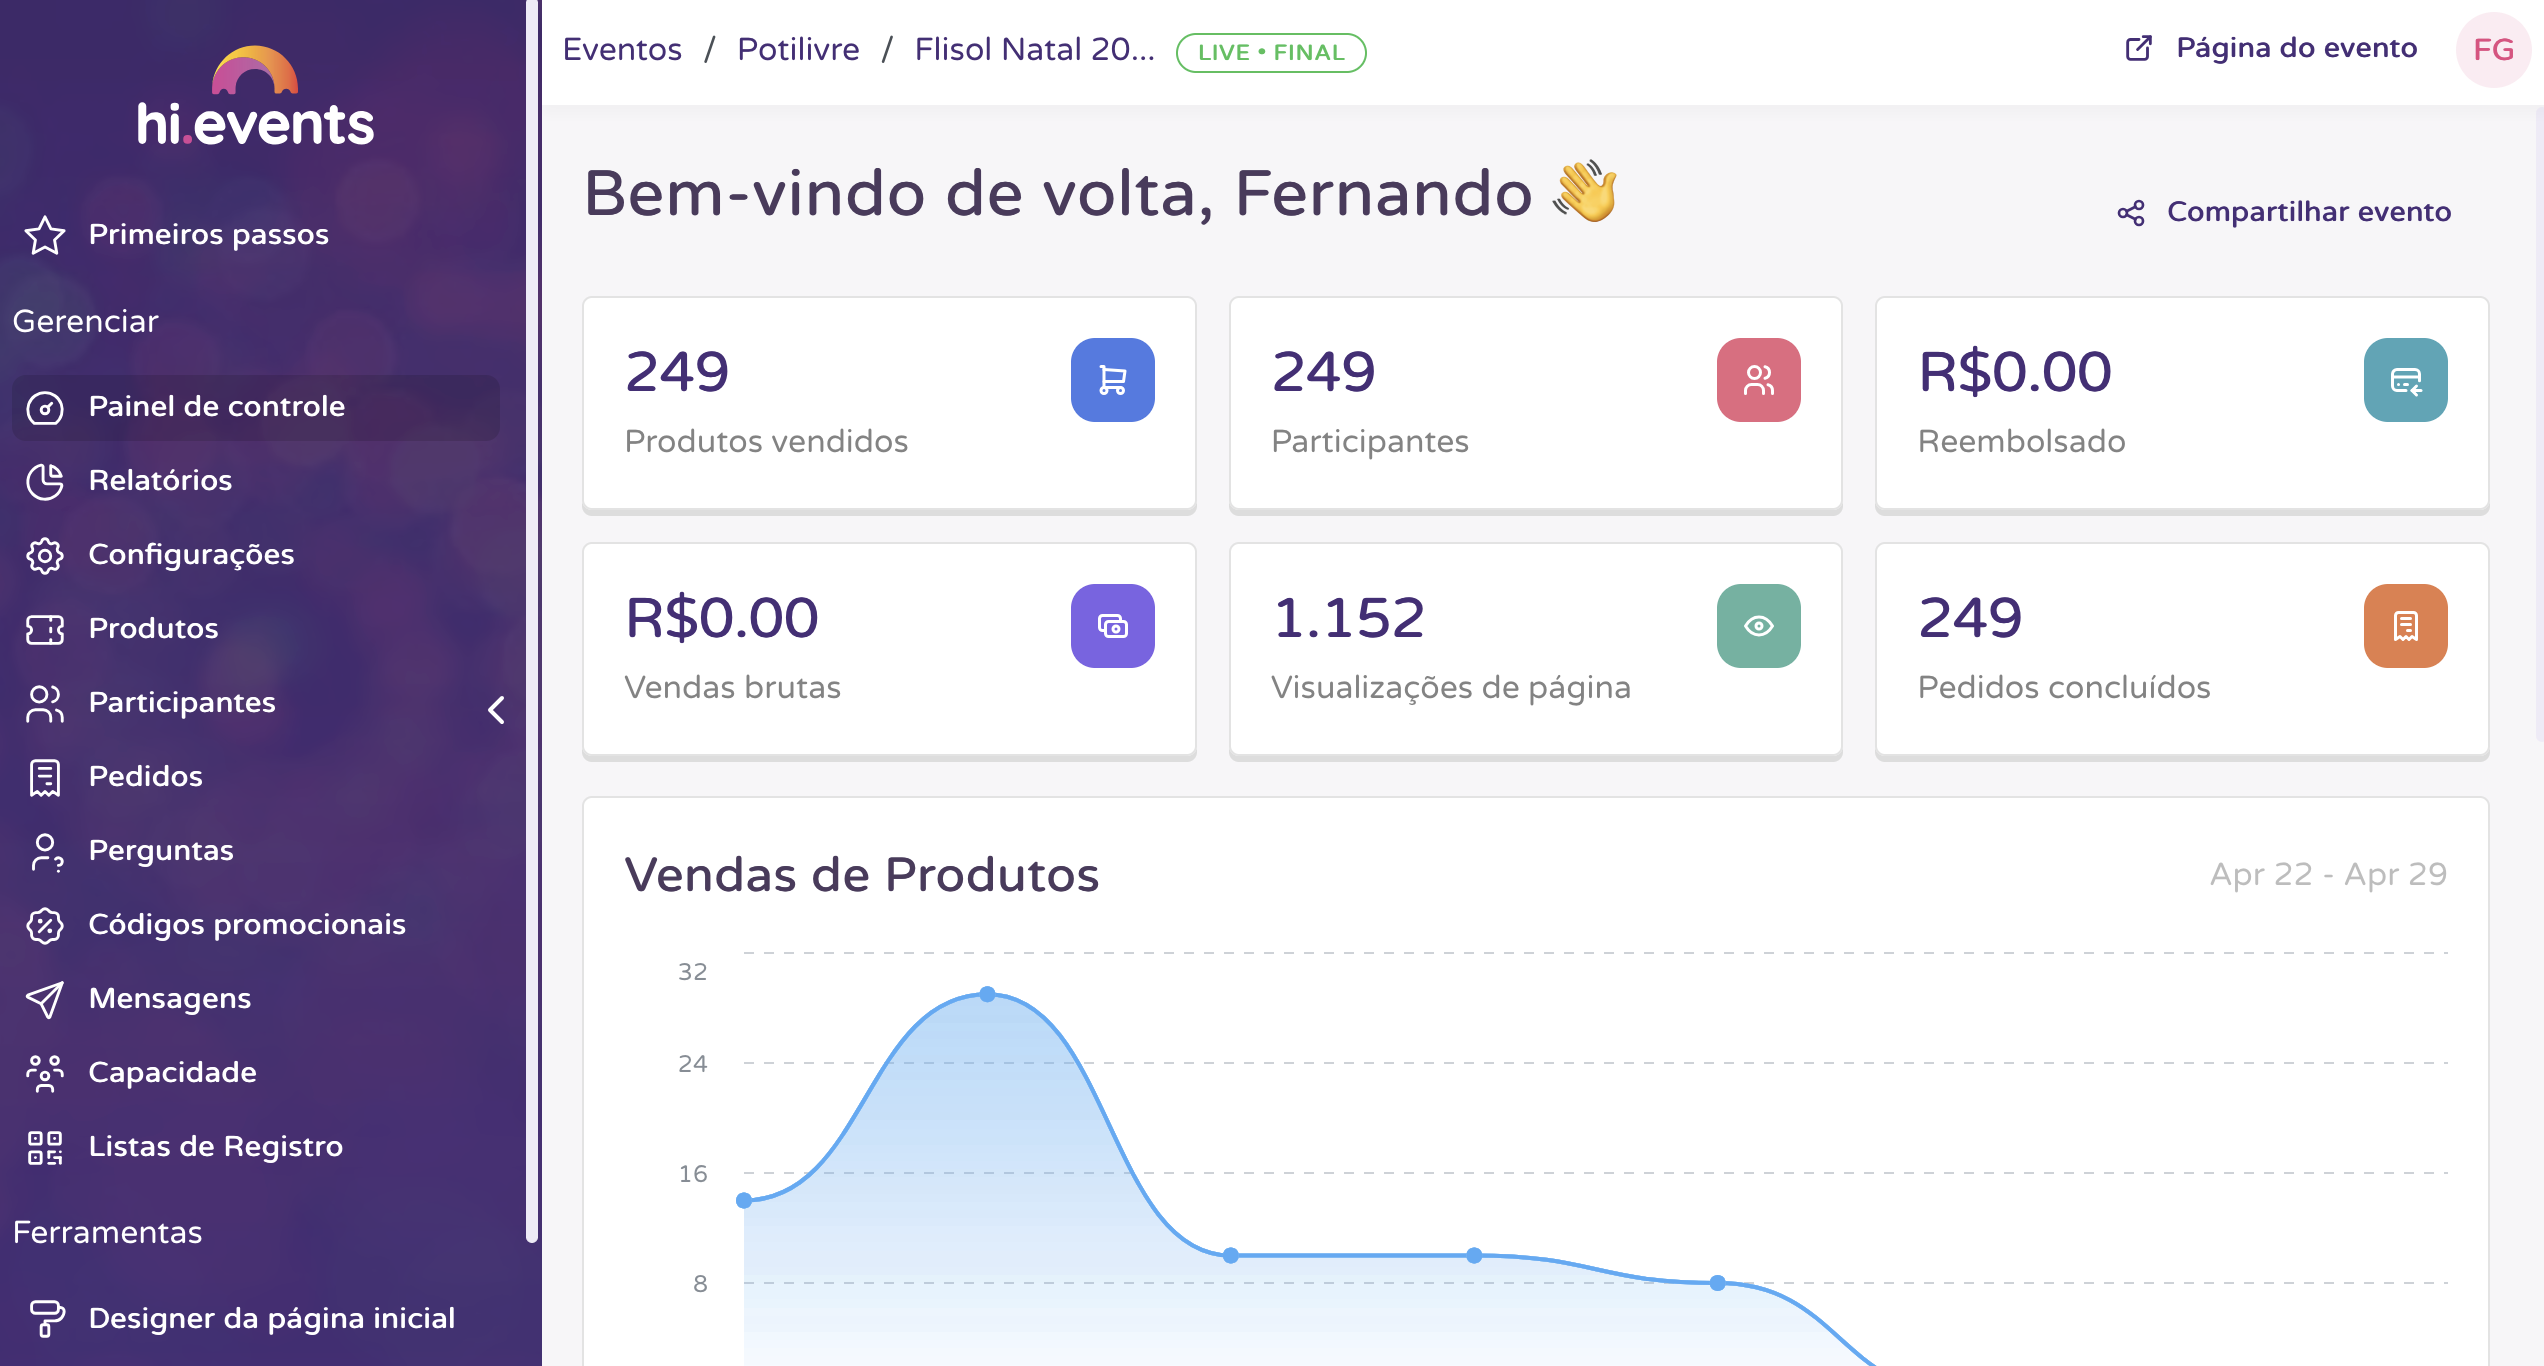 hi.events
Primeiros passos
Gerenciar
Painel de controle
Relatórios
Configurações
Produtos
Participantes
Pedidos
Perguntas
Códigos promocionais
Mensagens
Capacidade
Listas de Registro
Ferramentas
Designer da página inicial
Eventos / Potilivre / Flisol Natal 20... LIVE • FINAL
Página do evento
FG
Bem-vindo de volta, Fernando 👋
Compartilhar evento
249
Produtos vendidos
249
Participantes
R$0.00
Reembolsado
R$0.00
Vendas brutas
1.152
Visualizações de página
249
Pedidos concluídos
Vendas de Produtos
Apr 22 - Apr 29
32
24
16
8